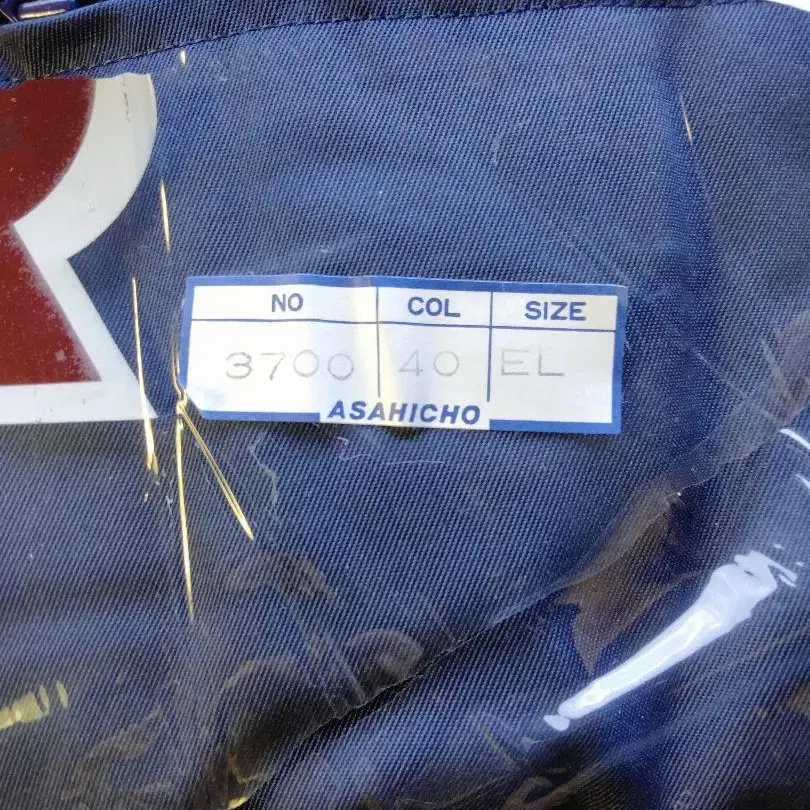 NO COL SIZE
3700 40 EL
ASAHICHO